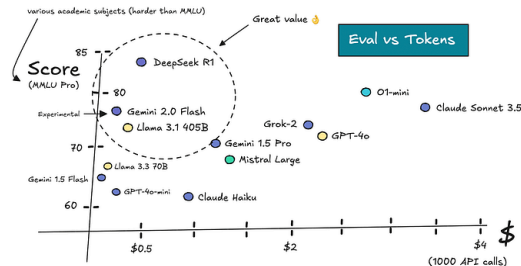 various academic subjects (harder than MMLU)
Great value 👌
Eval vs Tokens
85
Score
(MMLU Pro)
DeepSeek R1
80
O1-mini
Experimental
Gemini 2.0 Flash
Claude Sonnet 3.5
Llama 3.1 405B
Grok-2
GPT-4o
70
Gemini 1.5 Pro
Mistral Large
Llama 3.3 70B
Gemini 1.5 Flash
GPT-4o-mini
Claude Haiku
60
$
$0.5
$2
$4
(1000 API calls)